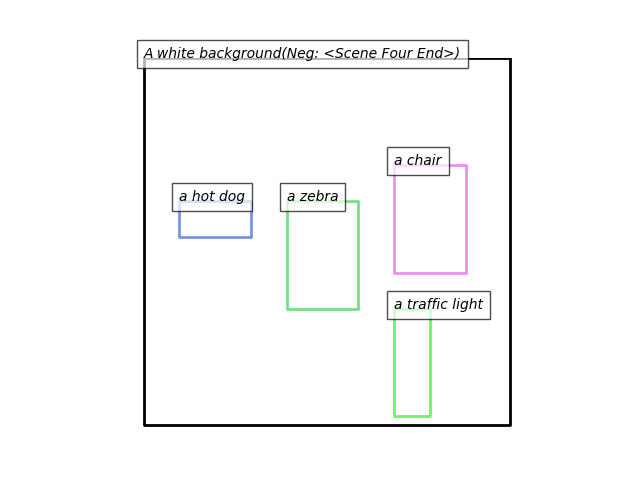 A white background(Neg: <Scene Four End>)
a chair
a hot dog
a zebra
a traffic light